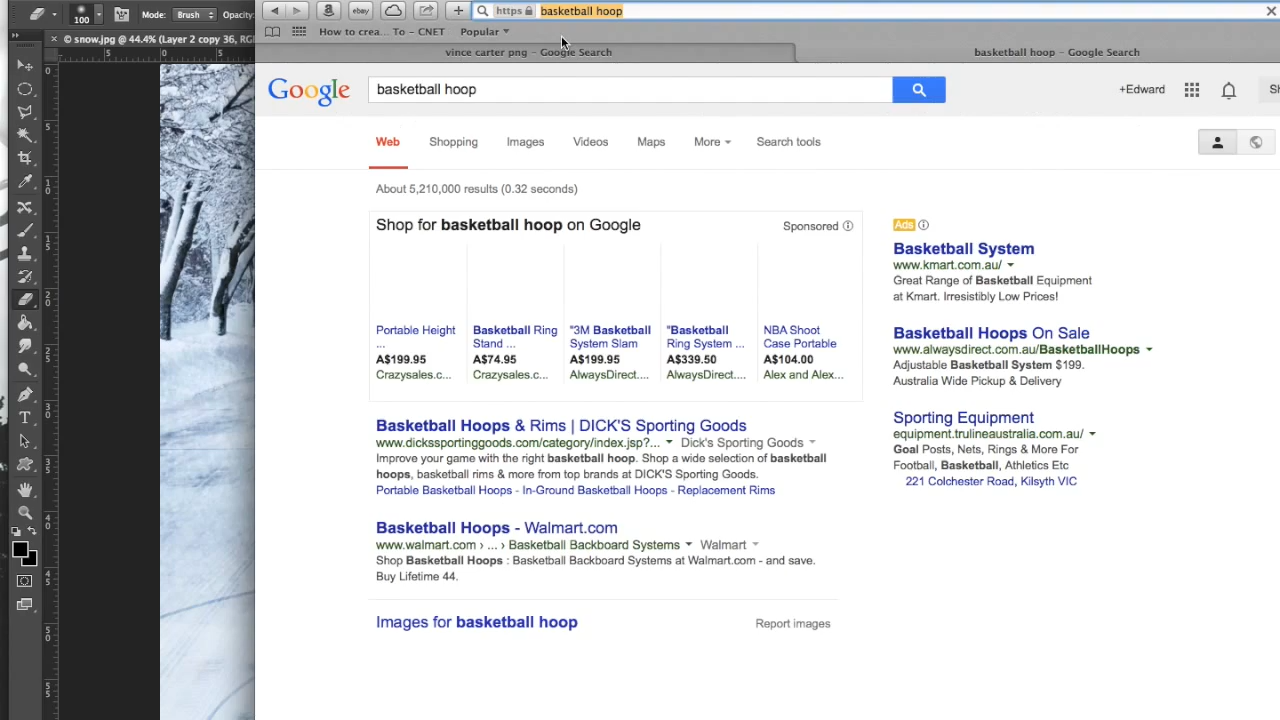 100
Mode: Brush
Opacity:
https basketball hoop
How to crea... To – CNET Popular
© snow.jpg @ 44.4% (Layer 2 copy 36, RG
vince carter png – Google Search
basketball hoop – Google Search
5 0 5
Google
basketball hoop
+Edward
Sh
Web Shopping Images Videos Maps More Search tools
About 5,210,000 results (0.32 seconds)
Shop for basketball hoop on Google
Sponsored
Portable Height
...
A$199.95
Crazysales.c...
Basketball Ring
Stand ...
A$74.95
Crazysales.c...
"3M Basketball
System Slam
A$199.95
AlwaysDirect....
"Basketball
Ring System ...
A$339.50
AlwaysDirect....
NBA Shoot
Case Portable
A$104.00
Alex and Alex...
Basketball Hoops & Rims | DICK'S Sporting Goods
www.dickssportinggoods.com/category/index.jsp?... Dick's Sporting Goods
Improve your game with the right basketball hoop. Shop a wide selection of basketball
hoops, basketball rims & more from top brands at DICK'S Sporting Goods.
Portable Basketball Hoops - In-Ground Basketball Hoops - Replacement Rims
Basketball Hoops - Walmart.com
www.walmart.com › ... › Basketball Backboard Systems Walmart
Shop Basketball Hoops : Basketball Backboard Systems at Walmart.com - and save.
Buy Lifetime 44.
Images for basketball hoop
Report images
Ads
Basketball System
www.kmart.com.au/
Great Range of Basketball Equipment
at Kmart. Irresistibly Low Prices!
Basketball Hoops On Sale
www.alwaysdirect.com.au/BasketballHoops
Adjustable Basketball System $199.
Australia Wide Pickup & Delivery
Sporting Equipment
equipment.trulineaustralia.com.au/
Goal Posts, Nets, Rings & More For
Football, Basketball, Athletics Etc
221 Colchester Road, Kilsyth VIC